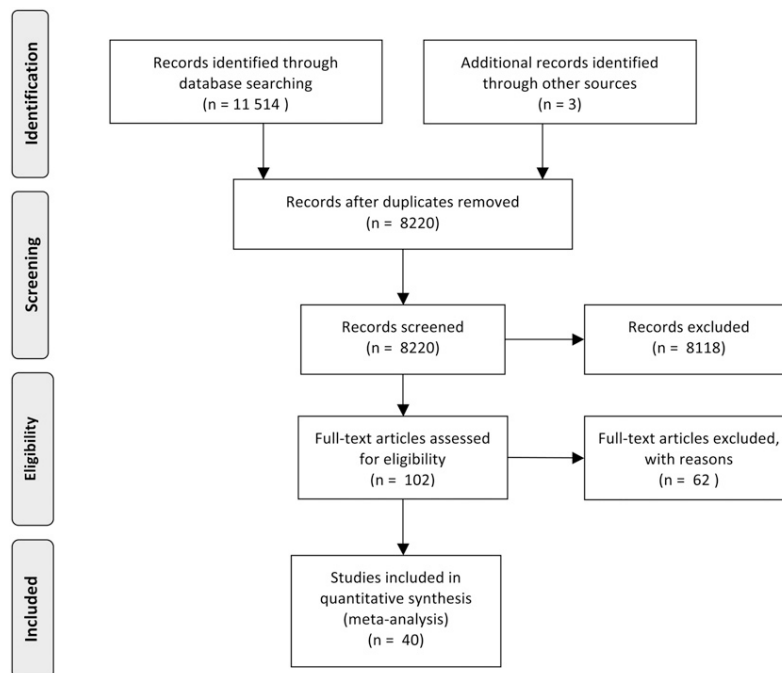 Identification
Records identified through
database searching
(n = 11 514 )
Additional records identified
through other sources
(n = 3)
Screening
Records after duplicates removed
(n = 8220)
Records screened
(n = 8220)
Records excluded
(n = 8118)
Eligibility
Full-text articles assessed
for eligibility
(n = 102)
Full-text articles excluded,
with reasons
(n = 62 )
Included
Studies included in
quantitative synthesis
(meta-analysis)
(n = 40)